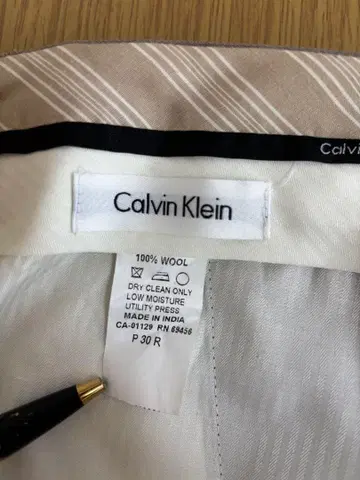 Calvi
Calvin Klein
100% WOOL
DRY CLEAN ONLY
LOW MOISTURE
UTILITY PRESS
MADE IN INDIA
CA-01129 RN 69456
P 30 R